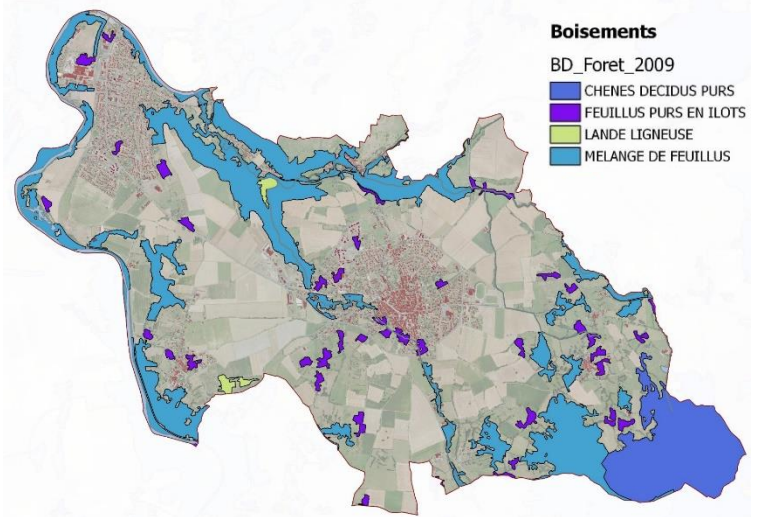 Boisements
BD_Foret_2009
CHENES DECIDUS PURS
FEUILLUS PURS EN ILOTS
LANDE LIGNEUSE
MELANGE DE FEUILLUS